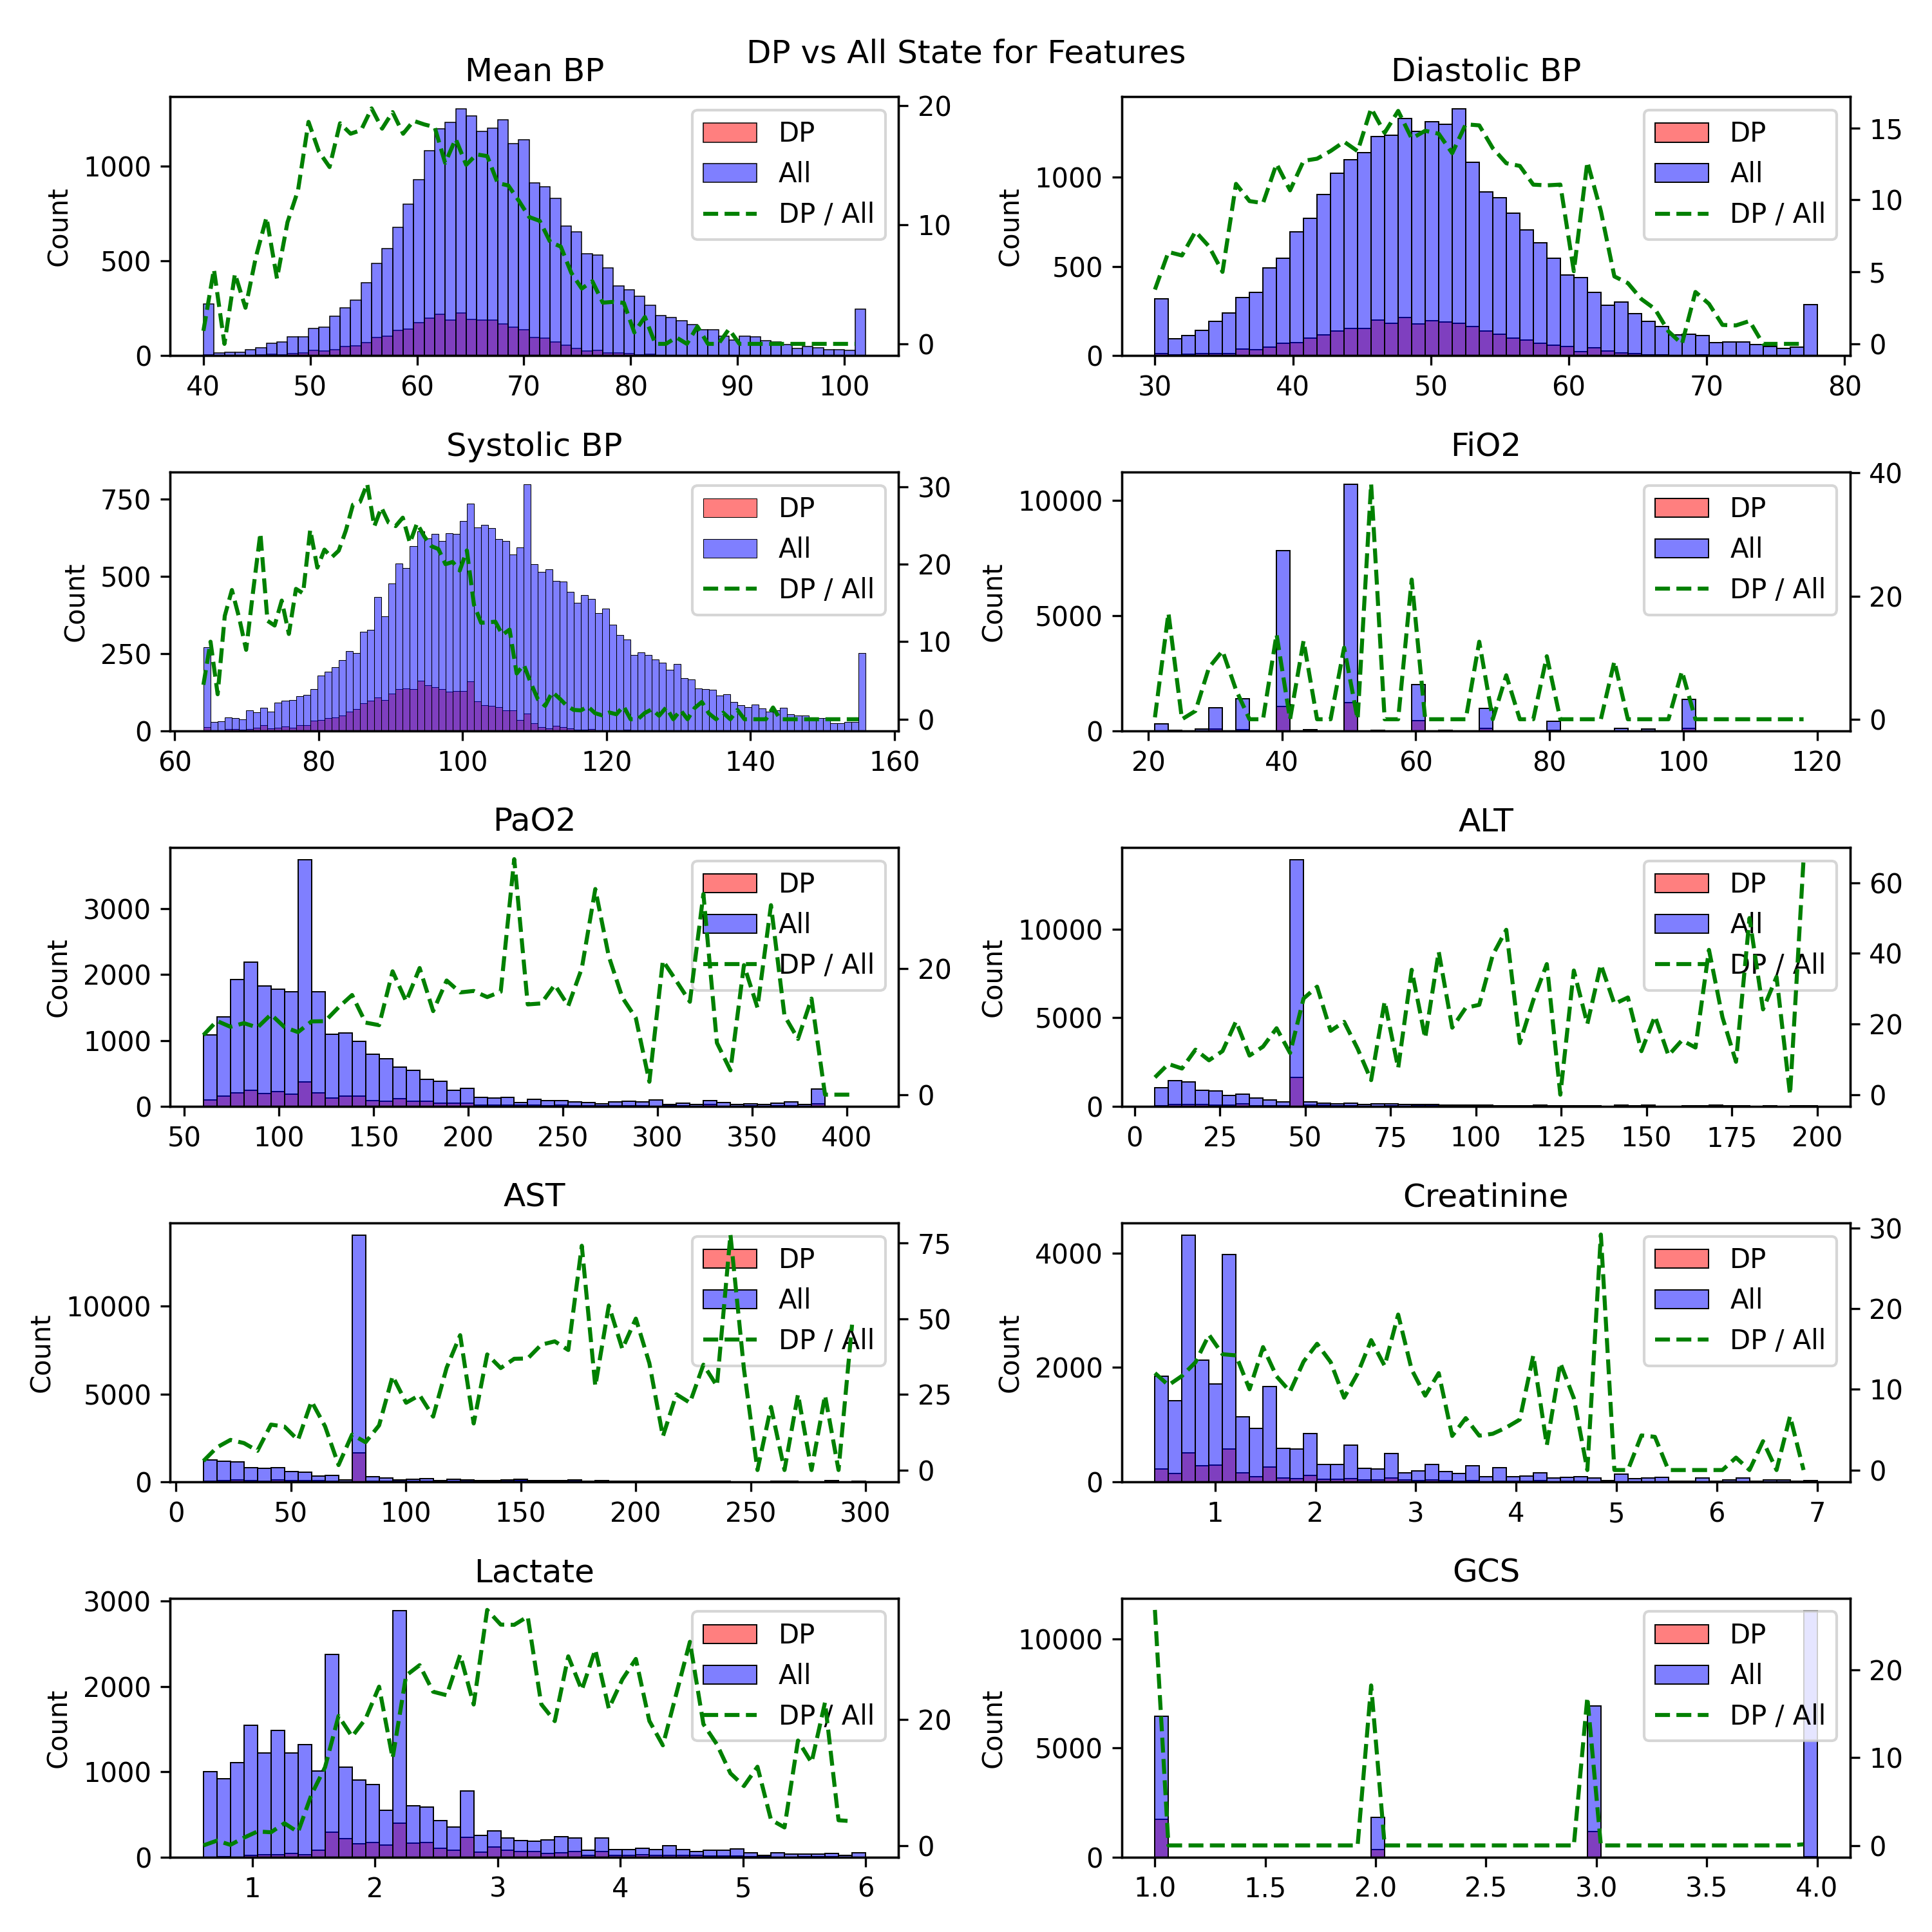 DP vs All State for Features
Mean BP
Count
0
500
1000
40 50 60 70 80 90 100
0
10
20
DP
All
DP / All
Diastolic BP
Count
0
500
1000
30 40 50 60 70 80
0
5
10
15
DP
All
DP / All
Systolic BP
Count
0
250
500
750
60 80 100 120 140 160
0
10
20
30
DP
All
DP / All
FiO2
Count
0
5000
10000
20 40 60 80 100 120
0
20
40
DP
All
DP / All
PaO2
Count
0
1000
2000
3000
50 100 150 200 250 300 350 400
0
20
DP
All
DP / All
ALT
Count
0
5000
10000
0 25 50 75 100 125 150 175 200
0
20
40
60
DP
All
DP / All
AST
Count
0
5000
10000
0 50 100 150 200 250 300
0
25
50
75
DP
All
DP / All
Creatinine
Count
0
2000
4000
1 2 3 4 5 6 7
0
10
20
30
DP
All
DP / All
Lactate
Count
0
1000
2000
3000
1 2 3 4 5 6
0
20
DP
All
DP / All
GCS
Count
0
5000
10000
1.0 1.5 2.0 2.5 3.0 3.5 4.0
0
10
20
DP
All
DP / All